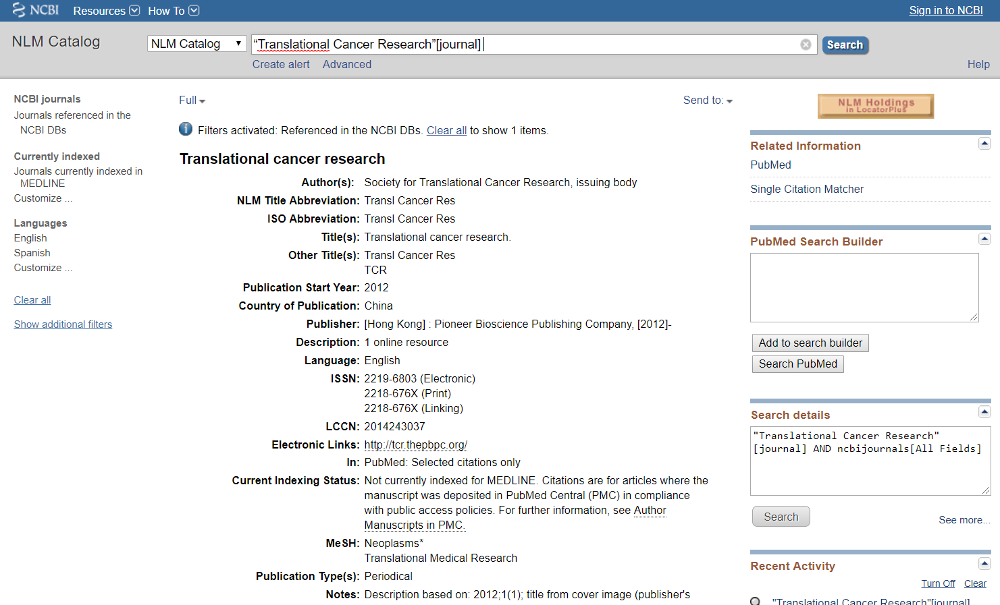 NCBI Resources How To Sign in to NCBI
NLM Catalog
NLM Catalog
“Translational Cancer Research”[journal]
Search
Create alert Advanced Help
NCBI journals
Journals referenced in the
NCBI DBs
Currently indexed
Journals currently indexed in
MEDLINE
Customize ...
Languages
English
Spanish
Customize ...
Clear all
Show additional filters
Full Send to:
Filters activated: Referenced in the NCBI DBs. Clear all to show 1 items.
Translational cancer research
Author(s): Society for Translational Cancer Research, issuing body
NLM Title Abbreviation: Transl Cancer Res
ISO Abbreviation: Transl Cancer Res
Title(s): Translational cancer research.
Other Title(s): Transl Cancer Res
TCR
Publication Start Year: 2012
Country of Publication: China
Publisher: [Hong Kong] : Pioneer Bioscience Publishing Company, [2012]-
Description: 1 online resource
Language: English
ISSN: 2219-6803 (Electronic)
2218-676X (Print)
2218-676X (Linking)
LCCN: 2014243037
Electronic Links: http://tcr.thepbpc.org/
In: PubMed: Selected citations only
Current Indexing Status: Not currently indexed for MEDLINE. Citations are for articles where the
manuscript was deposited in PubMed Central (PMC) in compliance
with public access policies. For further information, see Author
Manuscripts in PMC.
MeSH: Neoplasms*
Translational Medical Research
Publication Type(s): Periodical
Notes: Description based on: 2012;1(1); title from cover image (publisher's
NLM Holdings
in LocatorPlus
Related Information
PubMed
Single Citation Matcher
PubMed Search Builder
Add to search builder
Search PubMed
Search details
"Translational Cancer Research"
[journal] AND ncbijournals[All Fields]
Search
See more...
Recent Activity
Turn Off Clear
"Translational Cancer Research"[journal]